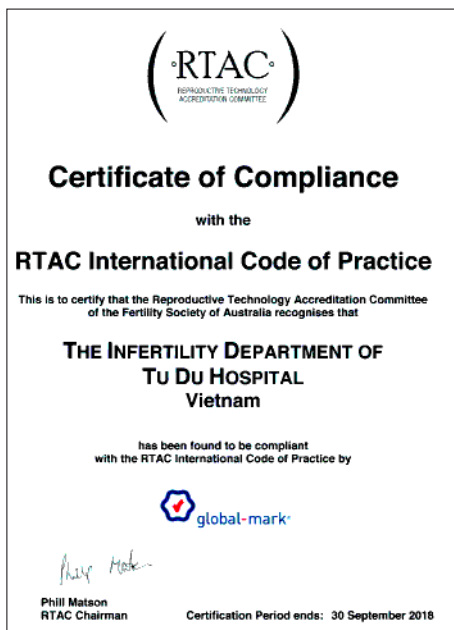 ·RTAC·
REPRODUCTIVE TECHNOLOGY
ACCREDITATION COMMITTEE
Certificate of Compliance
with the
RTAC International Code of Practice
This is to certify that the Reproductive Technology Accreditation Committee
of the Fertility Society of Australia recognises that
THE INFERTILITY DEPARTMENT OF
TU DU HOSPITAL
Vietnam
has been found to be compliant
with the RTAC International Code of Practice by
global-mark
Phill Matson
RTAC Chairman Certification Period ends: 30 September 2018